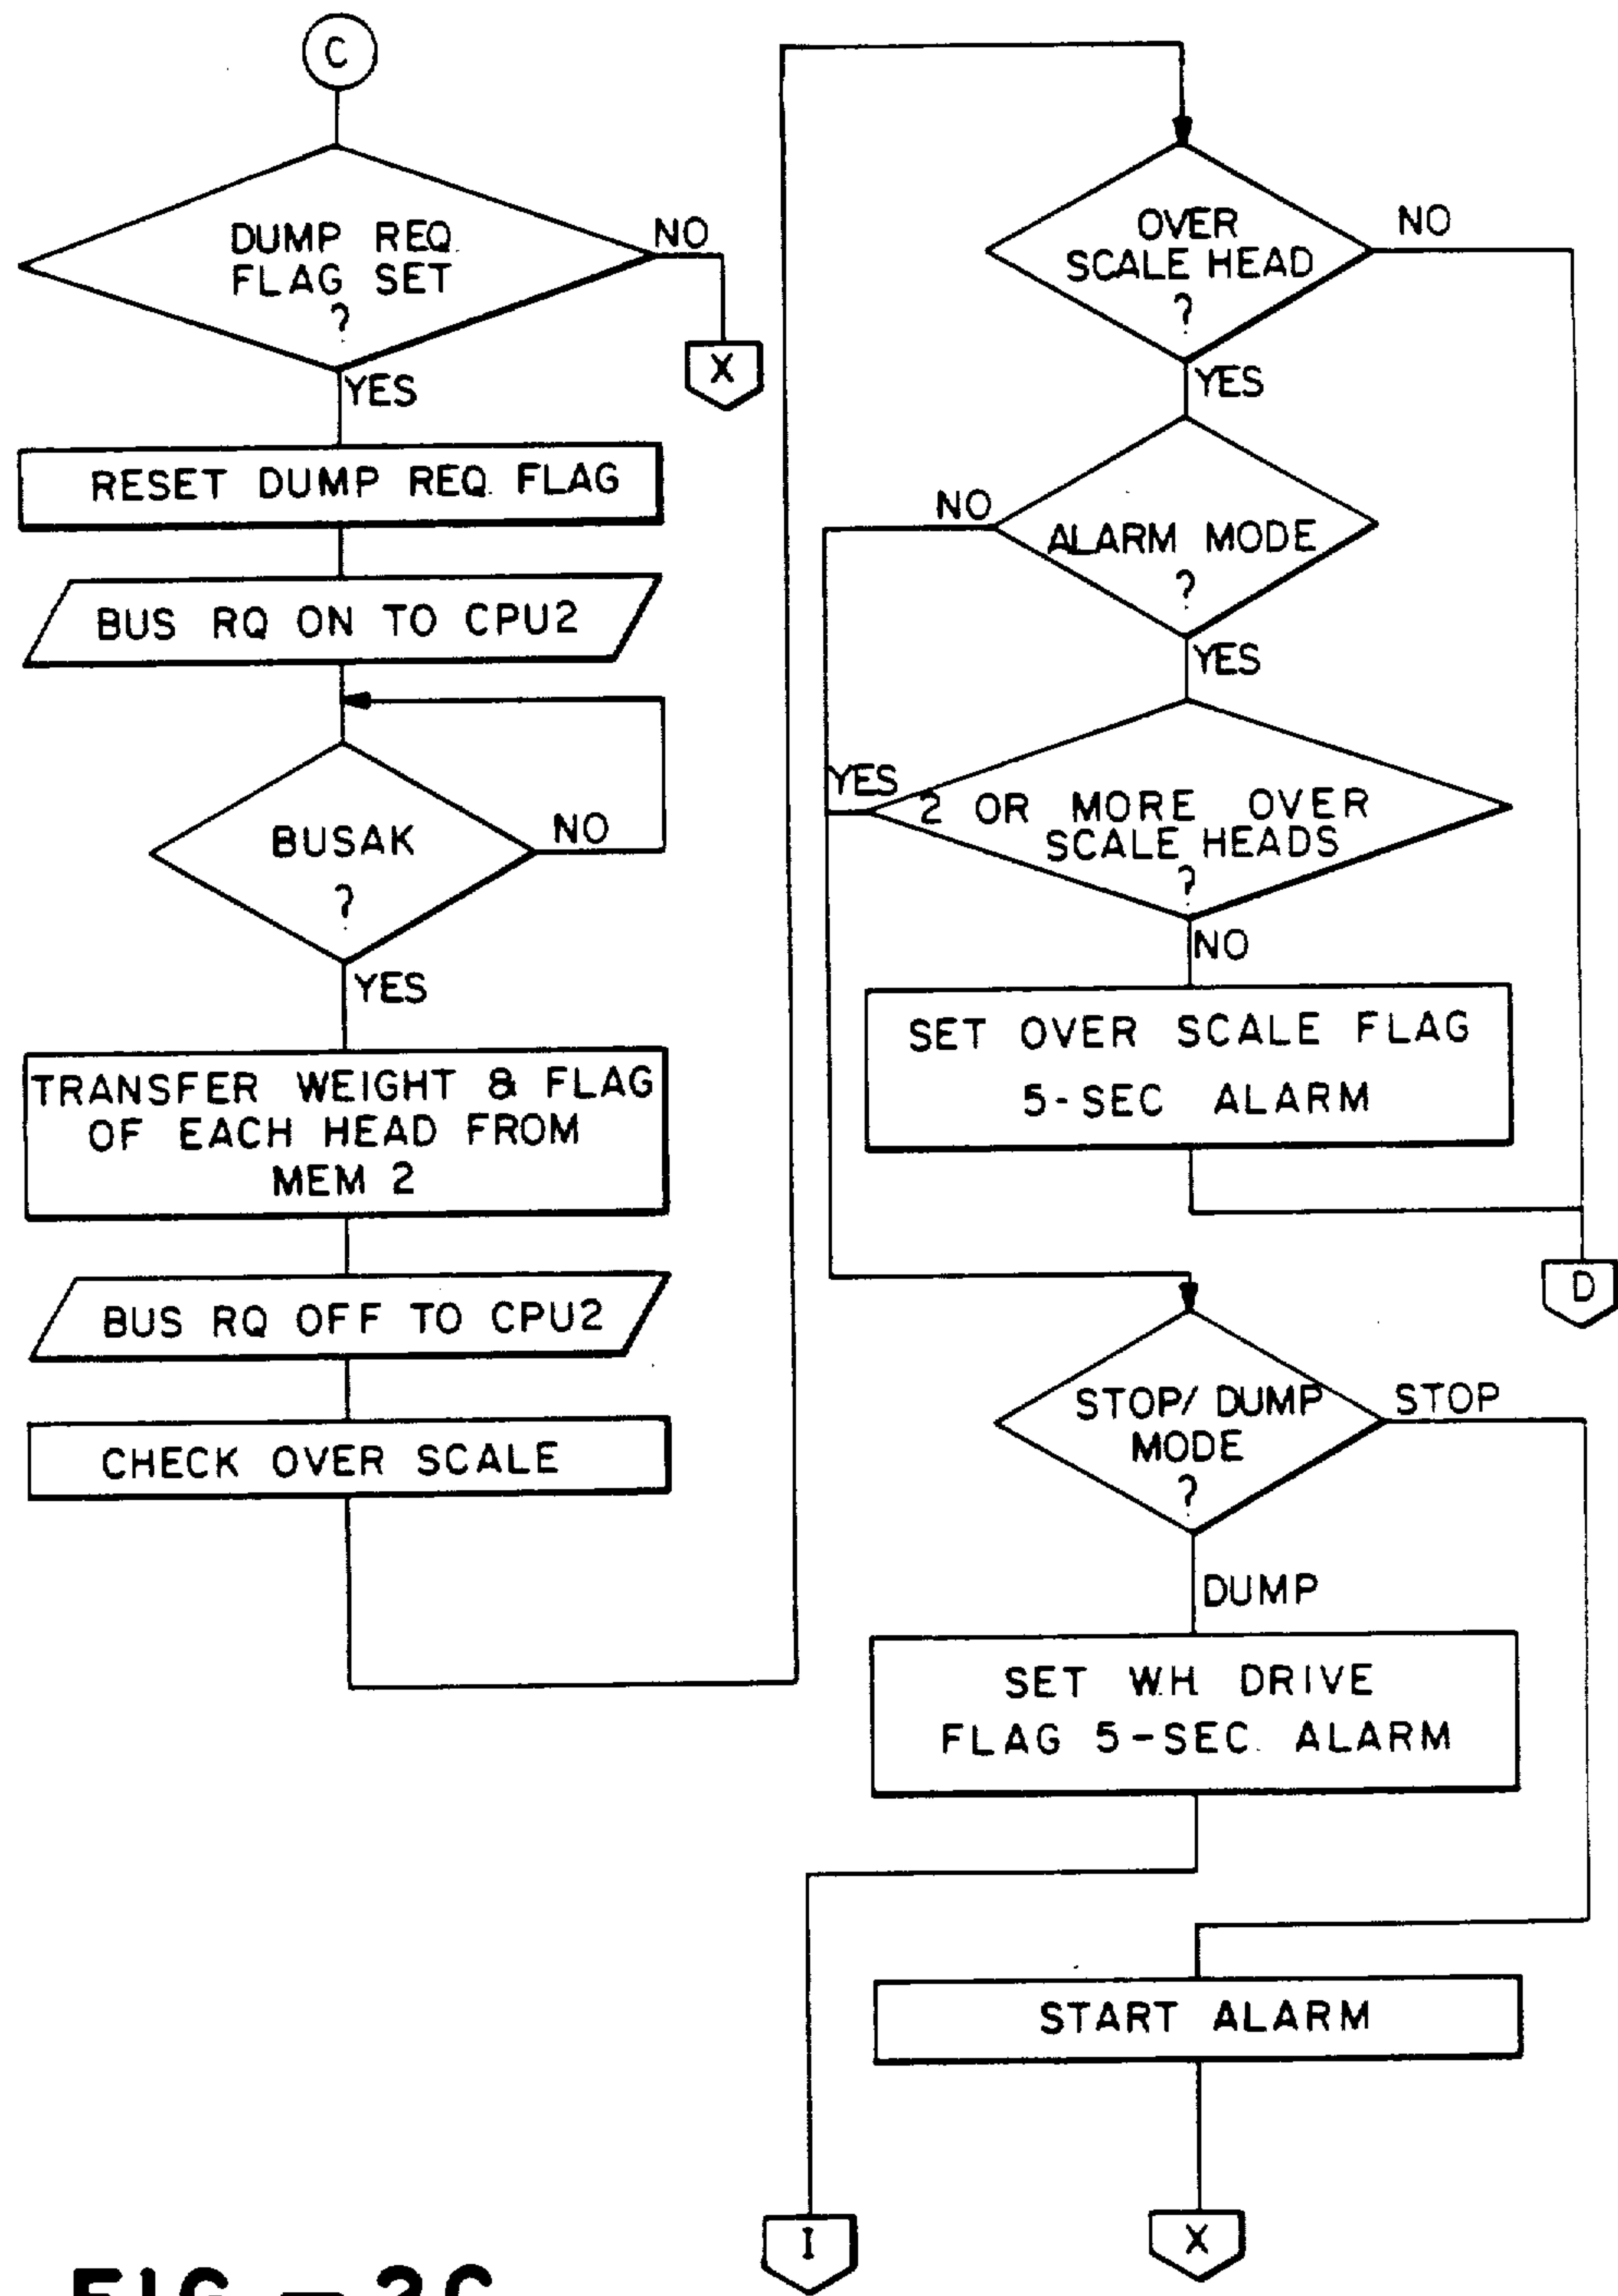 C
DUMP REQ.
FLAG SET
?
NO
X
YES
RESET DUMP REQ. FLAG
BUS RQ ON TO CPU2
BUSAK
?
NO
YES
TRANSFER WEIGHT & FLAG
OF EACH HEAD FROM
MEM 2
BUS RQ OFF TO CPU2
CHECK OVER SCALE
OVER
SCALE HEAD
?
NO
YES
ALARM MODE
?
NO
YES
2 OR MORE OVER
SCALE HEADS
?
YES
NO
SET OVER SCALE FLAG
5-SEC ALARM
D
STOP/DUMP
MODE
?
STOP
DUMP
SET W.H. DRIVE
FLAG 5-SEC. ALARM
START ALARM
I
X
FIG.-2C